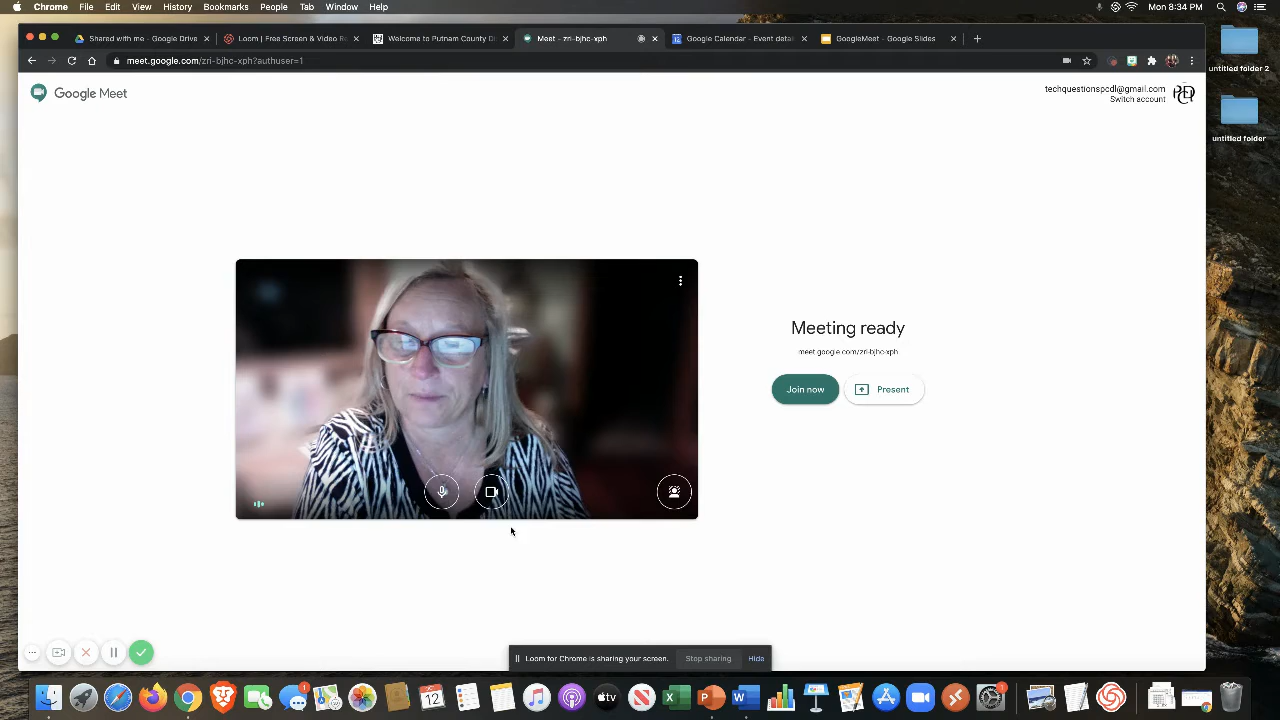 Chrome File Edit View History Bookmarks People Tab Window Help Mon 8:34 PM
Shared with me - Google Drive Loom | Free Screen & Video Re Welcome to Putnam County Di Meet - zri-bjhc-xph Google Calendar - Event detai GoogleMeet - Google Slides
meet.google.com/zri-bjhc-xph?authuser=1
untitled folder 2
untitled folder
Google Meet
techquestionspcdl@gmail.com
Switch account
Meeting ready
meet.google.com/zri-bjhc-xph
Join now Present
Loom for Chrome is sharing your screen. Stop sharing Hide